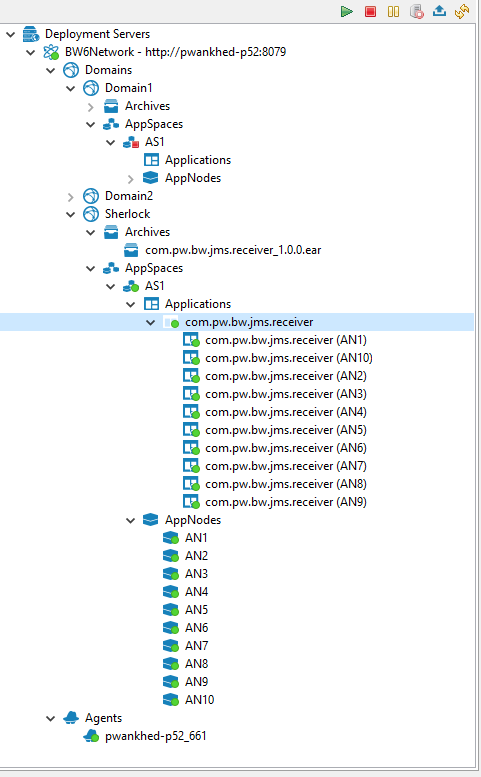 Deployment Servers
BW6Network - http://pwankhed-p52:8079
Domains
Domain1
Archives
AppSpaces
AS1
Applications
AppNodes
Domain2
Sherlock
Archives
com.pw.bw.jms.receiver_1.0.0.ear
AppSpaces
AS1
Applications
com.pw.bw.jms.receiver
com.pw.bw.jms.receiver (AN1)
com.pw.bw.jms.receiver (AN10)
com.pw.bw.jms.receiver (AN2)
com.pw.bw.jms.receiver (AN3)
com.pw.bw.jms.receiver (AN4)
com.pw.bw.jms.receiver (AN5)
com.pw.bw.jms.receiver (AN6)
com.pw.bw.jms.receiver (AN7)
com.pw.bw.jms.receiver (AN8)
com.pw.bw.jms.receiver (AN9)
AppNodes
AN1
AN2
AN3
AN4
AN5
AN6
AN7
AN8
AN9
AN10
Agents
pwankhed-p52_661